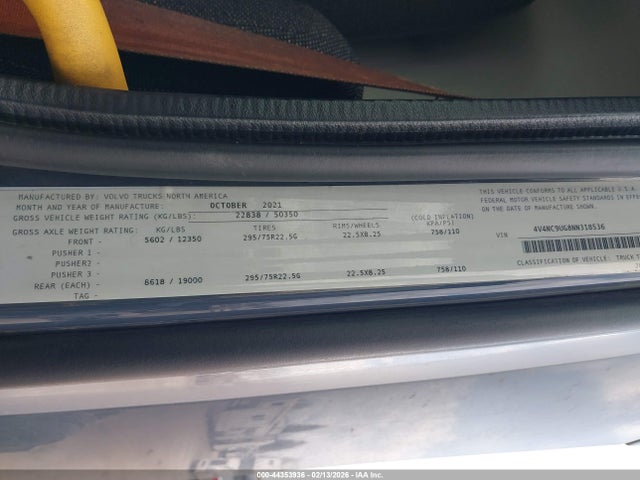 MANUFACTURED BY: VOLVO TRUCKS NORTH AMERICA
MONTH AND YEAR OF MANUFACTURE: OCTOBER 2021
GROSS VEHICLE WEIGHT RATING (KG/LBS): 22838 / 50350
GROSS AXLE WEIGHT RATING: KG/LBS TIRES RIMS/WHEELS (COLD INFLATION) KPA/PSI
FRONT - 5602 / 12350 295/75R22.5G 22.5X8.25 758/110
PUSHER 1 -
PUSHER2 -
PUSHER 3 -
REAR (EACH) - 8618 / 19000 295/75R22.5G 22.5X8.25 758/110
TAG -
THIS VEHICLE CONFORMS TO ALL APPLICABLE U.S.A.
FEDERAL MOTOR VEHICLE SAFETY STANDARDS IN EFFE
ON THE DATE OF MANUFACTURE SHOWN ABOVE.
VIN 4V4NC9UG8NN318536
CLASSIFICATION OF VEHICLE: TRUCK T
000-44353936 - 02/13/2026 - IAAI, Inc.